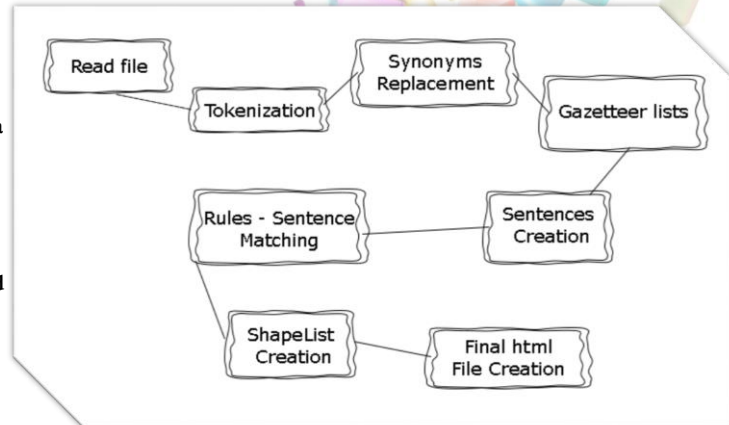 Read file
Tokenization
Synonyms
Replacement
Gazetteer lists
Sentences
Creation
Rules - Sentence
Matching
ShapeList
Creation
Final html
File Creation